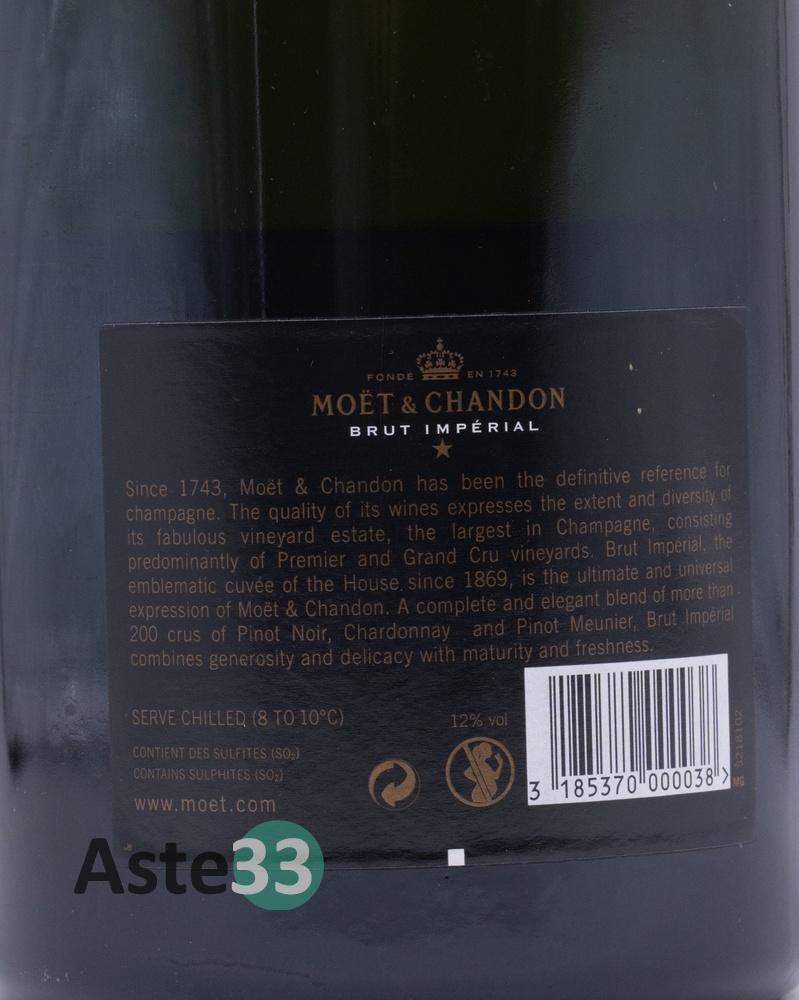 FONDÉ EN 1743
MOËT & CHANDON
BRUT IMPÉRIAL
Since 1743, Moët & Chandon has been the definitive reference for
champagne. The quality of its wines expresses the extent and diversity of
its fabulous vineyard estate, the largest in Champagne, consisting
predominantly of Premier and Grand Cru vineyards. Brut Impérial, the
emblematic cuvée of the House since 1869, is the ultimate and universal
expression of Moët & Chandon. A complete and elegant blend of more than
200 crus of Pinot Noir, Chardonnay and Pinot Meunier, Brut Impérial
combines generosity and delicacy with maturity and freshness.
SERVE CHILLED (8 TO 10°C)
12% vol
CONTIENT DES SULFITES (SO₂)
CONTAINS SULPHITES (SO₂)
www.moet.com
3 185370 000038 >
MG
Aste33